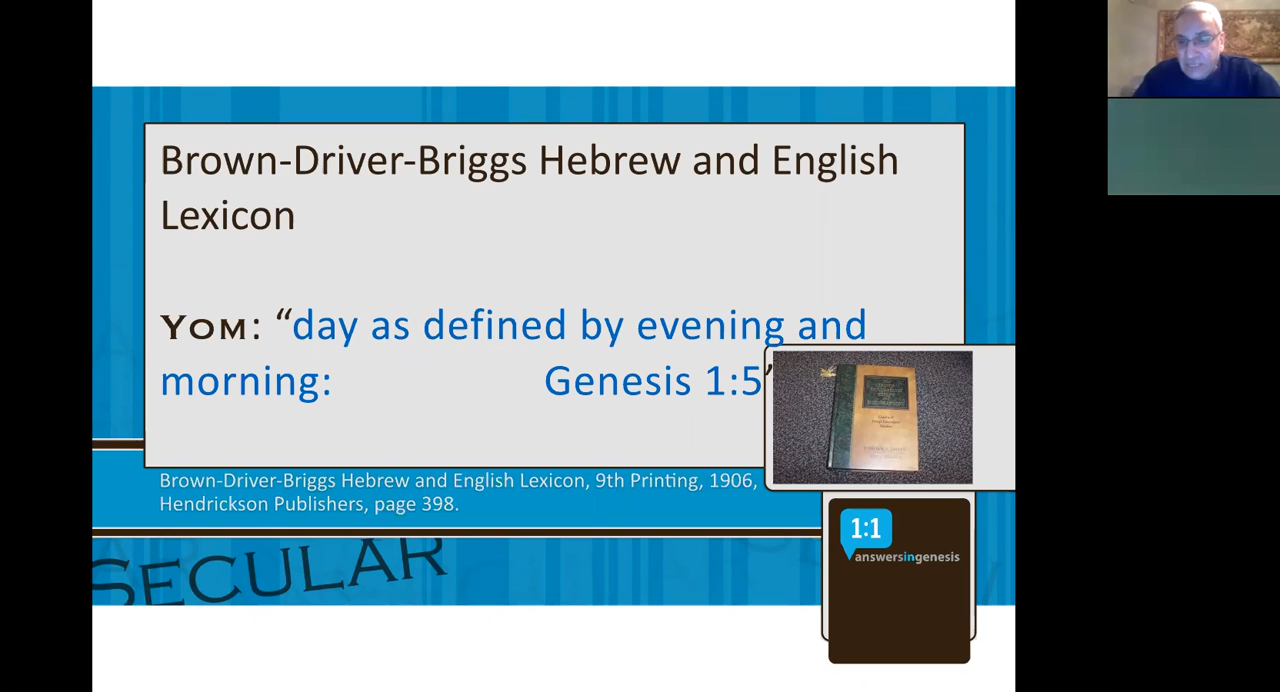 Brown-Driver-Briggs Hebrew and English
Lexicon
YOM: “day as defined by evening and
morning: Genesis 1:5”
Brown-Driver-Briggs Hebrew and English Lexicon, 9th Printing, 1906,
Hendrickson Publishers, page 398.
SECULAR
1:1
answersingenesis